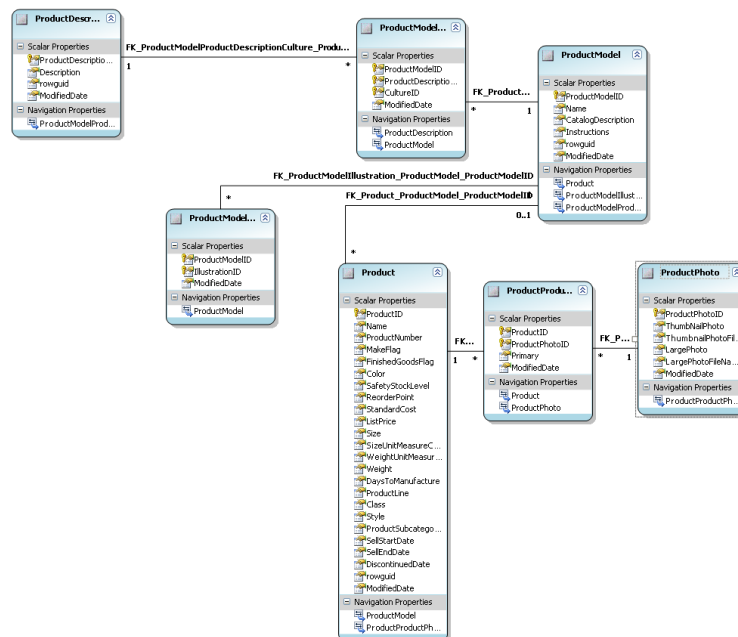 ProductDescr...
Scalar Properties
ProductDescriptio...
Description
rowguid
ModifiedDate
Navigation Properties
ProductModelProd...
FK_ProductModelProductDescriptionCulture_Produ...
1
*
ProductModel...
Scalar Properties
ProductModelID
ProductDescriptio...
CultureID
ModifiedDate
Navigation Properties
ProductDescription
ProductModel
FK_Product...
*
1
ProductModel
Scalar Properties
ProductModelID
Name
CatalogDescription
Instructions
rowguid
ModifiedDate
Navigation Properties
Product
ProductModelIllust...
ProductModelProd...
FK_ProductModelIllustration_ProductModel_ProductModelID
*
1
FK_Product_ProductModel_ProductModelID
0..1
*
ProductModel...
Scalar Properties
ProductModelID
IllustrationID
ModifiedDate
Navigation Properties
ProductModel
Product
Scalar Properties
ProductID
Name
ProductNumber
MakeFlag
FinishedGoodsFlag
Color
SafetyStockLevel
ReorderPoint
StandardCost
ListPrice
Size
SizeUnitMeasureC...
WeightUnitMeasur...
Weight
DaysToManufacture
ProductLine
Class
Style
ProductSubcatego...
SellStartDate
SellEndDate
DiscontinuedDate
rowguid
ModifiedDate
Navigation Properties
ProductModel
ProductProductPh...
FK...
1
*
ProductProdu...
Scalar Properties
ProductID
ProductPhotoID
Primary
ModifiedDate
Navigation Properties
Product
ProductPhoto
FK_P...
*
1
ProductPhoto
Scalar Properties
ProductPhotoID
ThumbNailPhoto
ThumbnailPhotoFil...
LargePhoto
LargePhotoFileNa...
ModifiedDate
Navigation Properties
ProductProductPh...